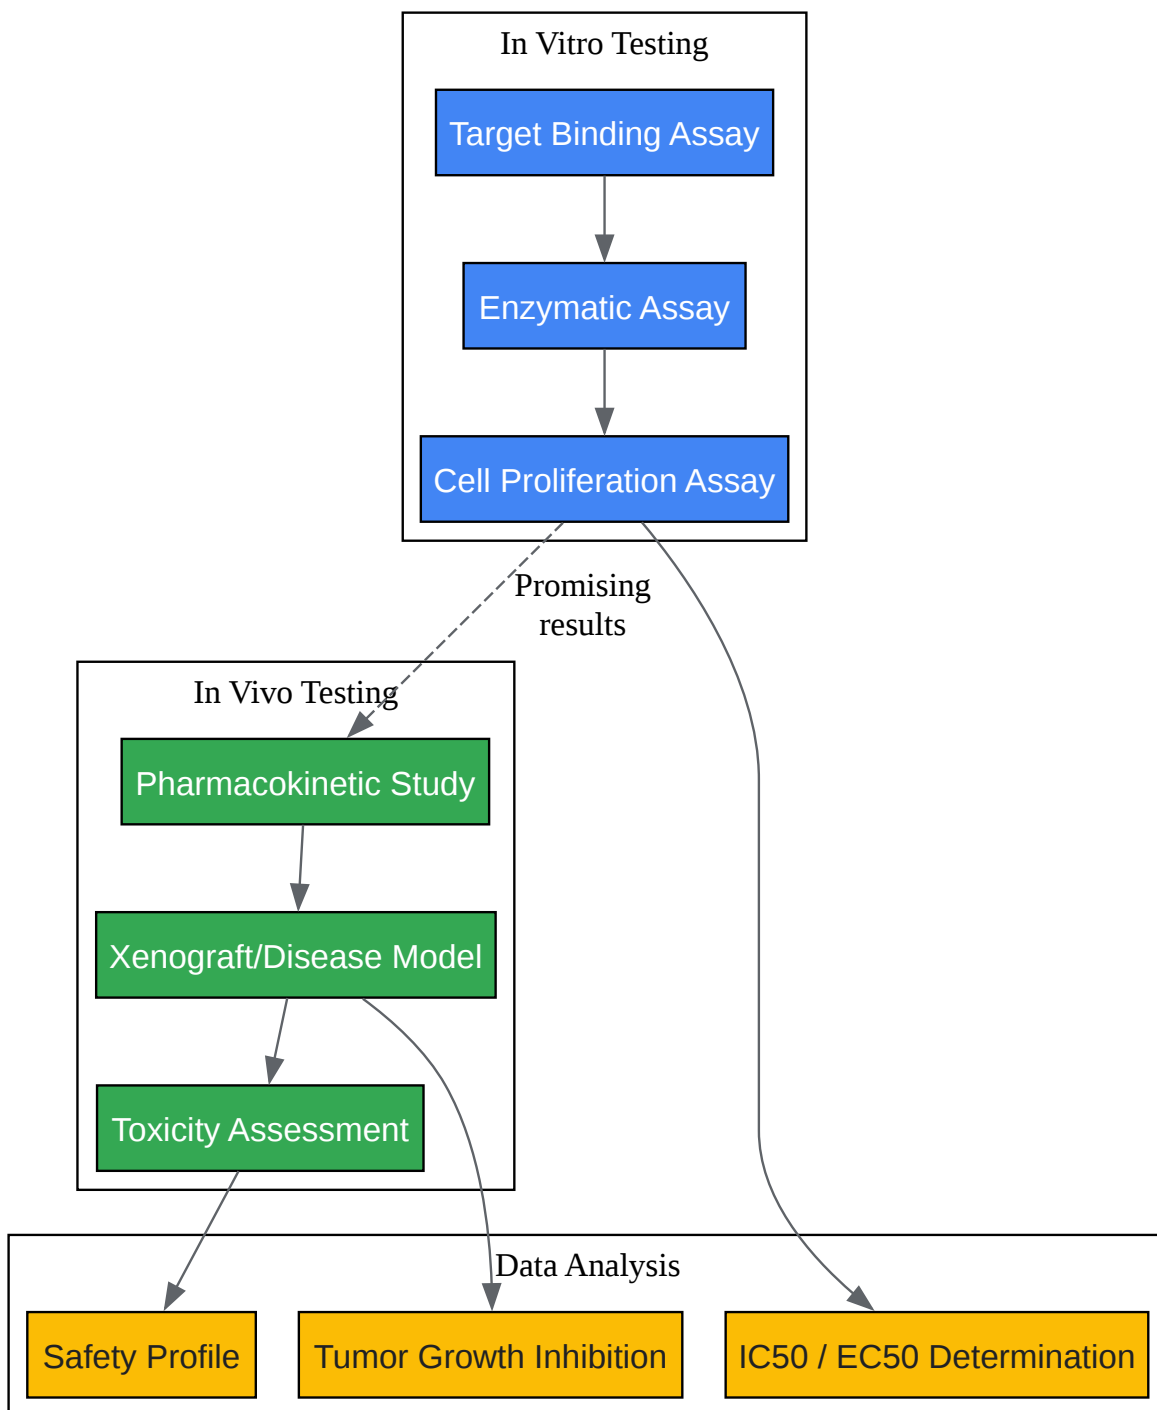 In Vitro Testing
Target Binding Assay
Enzymatic Assay
Cell Proliferation Assay
Promising
results
In Vivo Testing
Pharmacokinetic Study
Xenograft/Disease Model
Toxicity Assessment
Data Analysis
Safety Profile
Tumor Growth Inhibition
IC50 / EC50 Determination